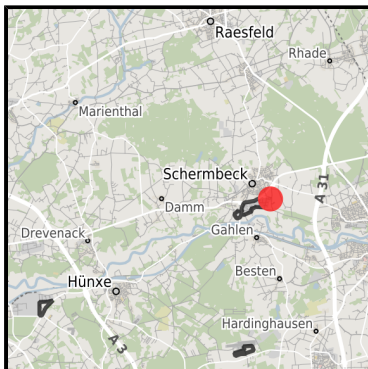 Raesfeld
Rhade
Marienthal
Schermbeck
A 31
Damm
Gahlen
Drevenack
Besten
Hünxe
Hardinghausen
A 3